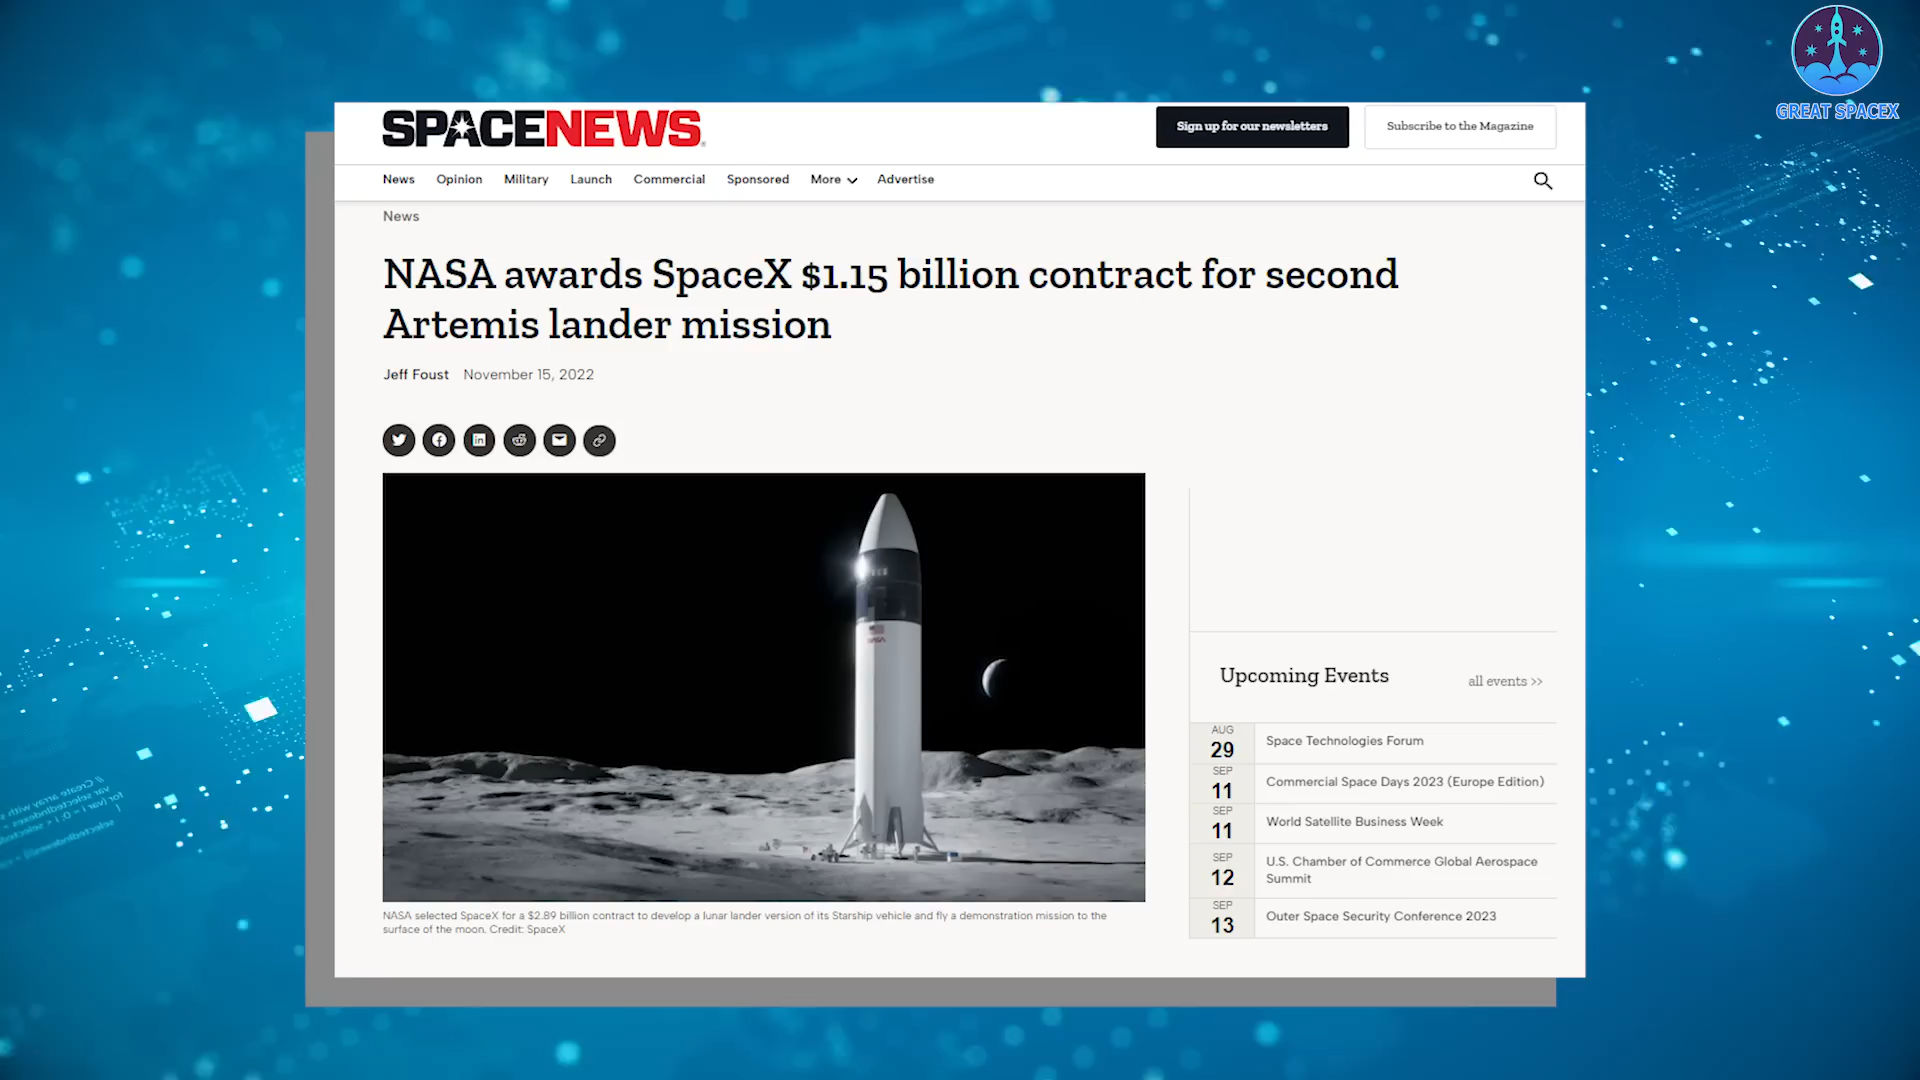 GREAT SPACEX
SPACENEWS
Sign up for our newsletters
Subscribe to the Magazine
News Opinion Military Launch Commercial Sponsored More Advertise
News
NASA awards SpaceX $1.15 billion contract for second
Artemis lander mission
Jeff Foust November 15, 2022
NASA
NASA selected SpaceX for a $2.89 billion contract to develop a lunar lander version of its Starship vehicle and fly a demonstration mission to the
surface of the moon. Credit: SpaceX
Upcoming Events
all events >>
AUG
29
Space Technologies Forum
SEP
11
Commercial Space Days 2023 (Europe Edition)
SEP
11
World Satellite Business Week
SEP
12
U.S. Chamber of Commerce Global Aerospace
Summit
SEP
13
Outer Space Security Conference 2023